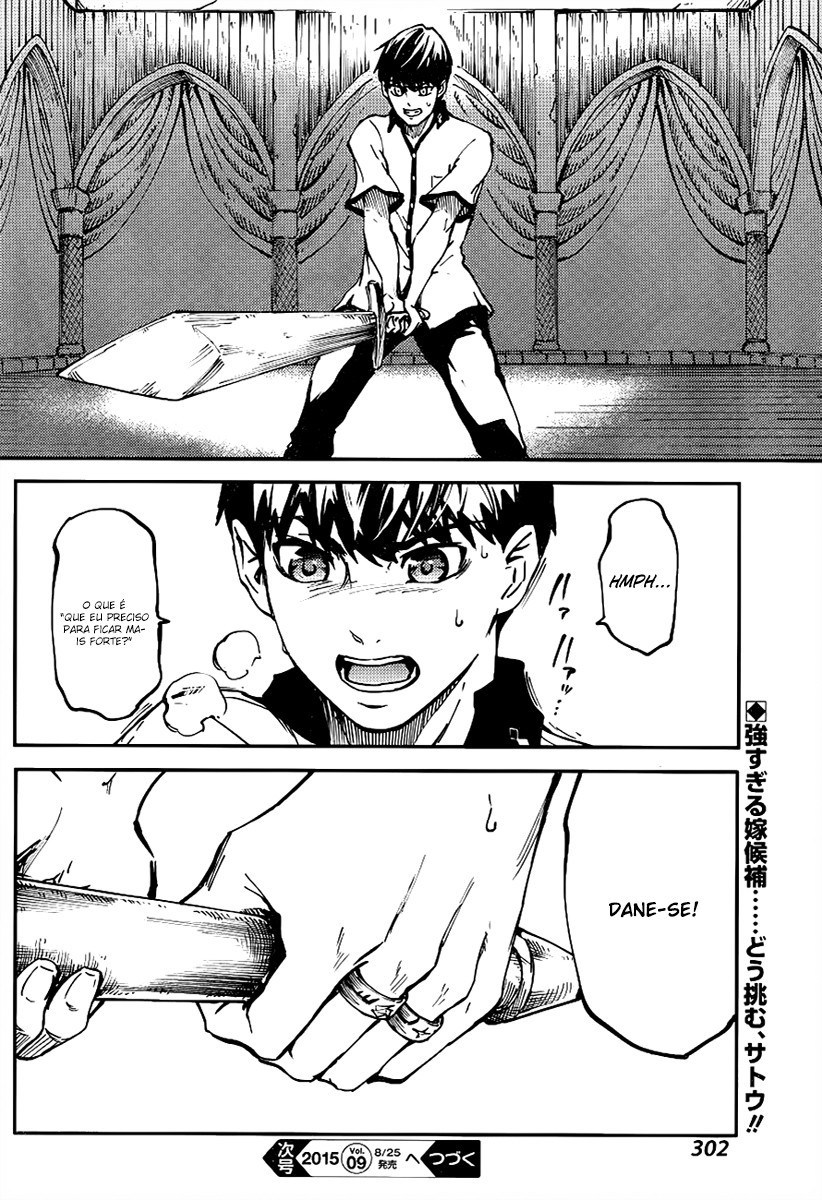 HMPH...
ハァ
ハァ…
O QUE É
"QUE EU PRECISO
PARA FICAR MA-
IS FORTE?"
DANE-SE!
◆強すぎる嫁候補……どう挑む、サトウ!!
302
次号 2015 Vol. 09 8/25 発売 へ つづく